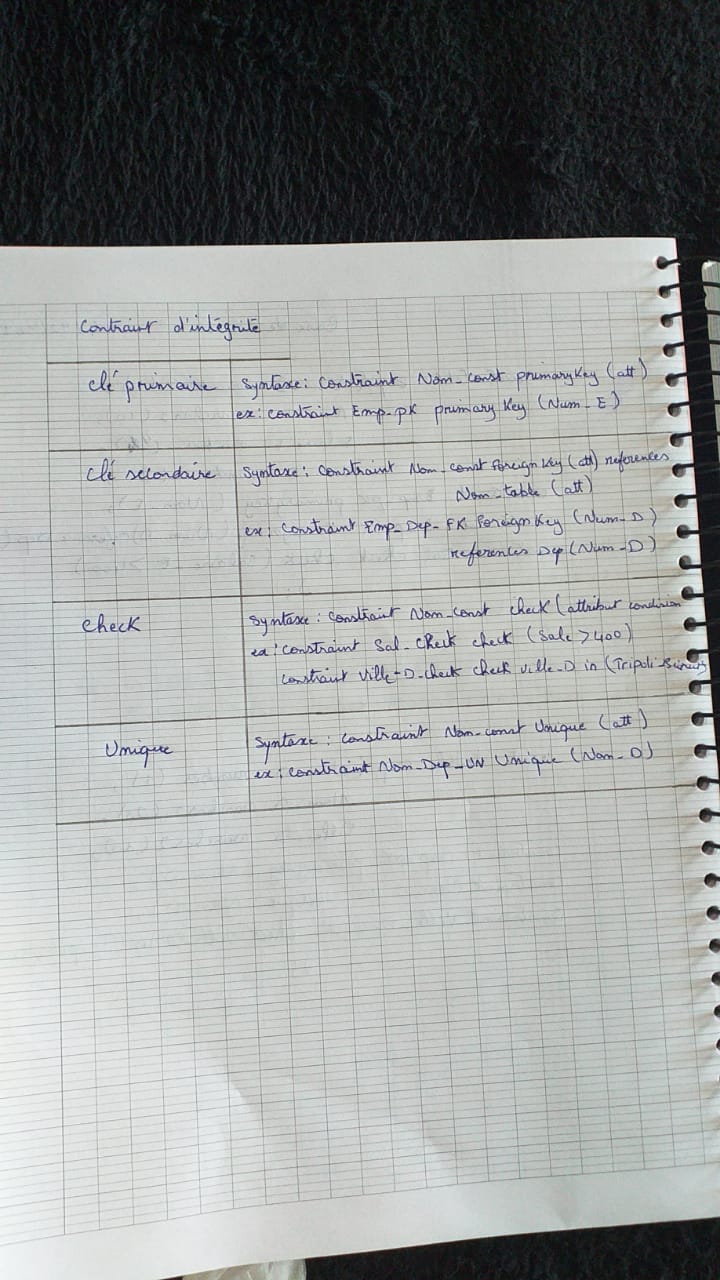 Contraint d'intégrité
clé primaire
Syntaxe : Constraint Nom_const primaryKey (att)
ex : constraint Emp_pK primary Key (Num_E)
clé secondaire
Syntaxe : Constraint Nom_const foreign Key (att) references
Nom_table (att)
ex : constraint Emp_Dep_FK Foreign Key (Num_D)
references Dep (Num_D)
check
Syntaxe : constraint Nom_const check (attribut condition
ex : constraint Sal_check check (Sale > 400)
constraint Ville_D_check check ville_D in (Tripoli
Unique
Syntaxe : constraint Nom_const Unique (att)
ex : constraint Nom_Dep_UN Unique (Nom_D)